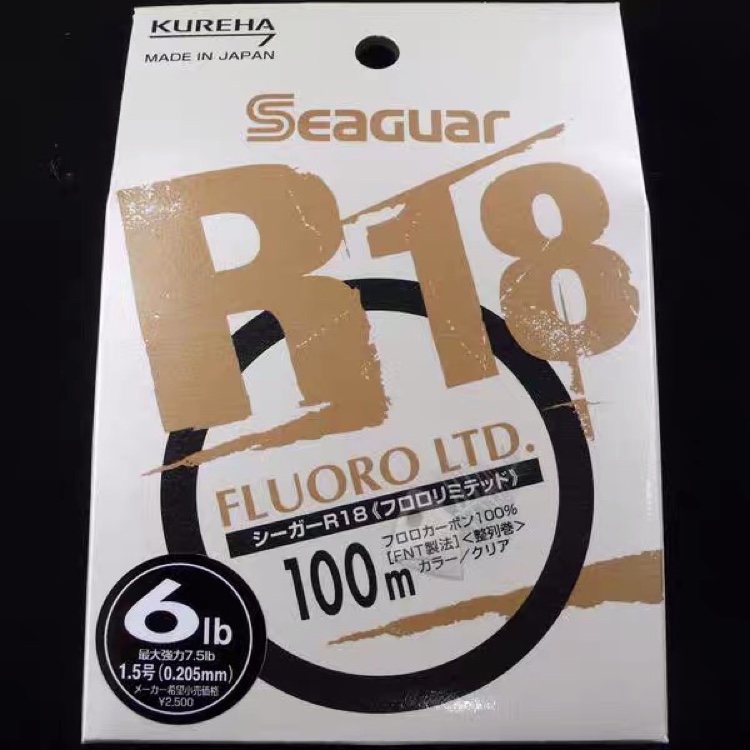 KUREHA
MADE IN JAPAN
Seaguar
R18
FLUORO LTD.
シーガーR18《フロロリミテッド》
100m
フロロカーボン100%
[FNT製法]<整列巻>
カラー／クリア
6lb
最大強力7.5lb
1.5号(0.205mm)
メーカー希望小売価格
¥2,500